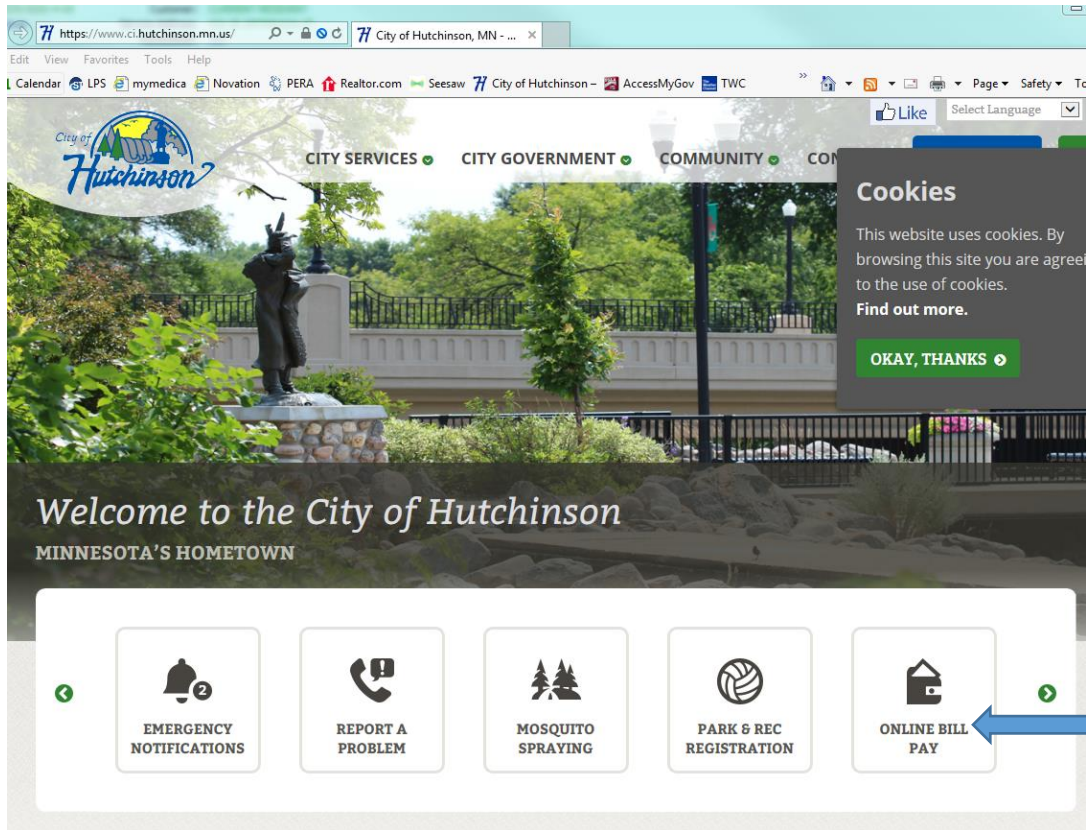 https://www.ci.hutchinson.mn.us/
City of Hutchinson, MN - ...
Edit View Favorites Tools Help
Calendar LPS mymedica Novation PERA Realtor.com Seesaw City of Hutchinson – AccessMyGov TWC » Page Safety To
Like Select Language
City of
Hutchinson
CITY SERVICES CITY GOVERNMENT COMMUNITY CON
Cookies
This website uses cookies. By
browsing this site you are agreei
to the use of cookies.
Find out more.
OKAY, THANKS
Welcome to the City of Hutchinson
MINNESOTA'S HOMETOWN
2
EMERGENCY
NOTIFICATIONS
REPORT A
PROBLEM
MOSQUITO
SPRAYING
PARK & REC
REGISTRATION
ONLINE BILL
PAY